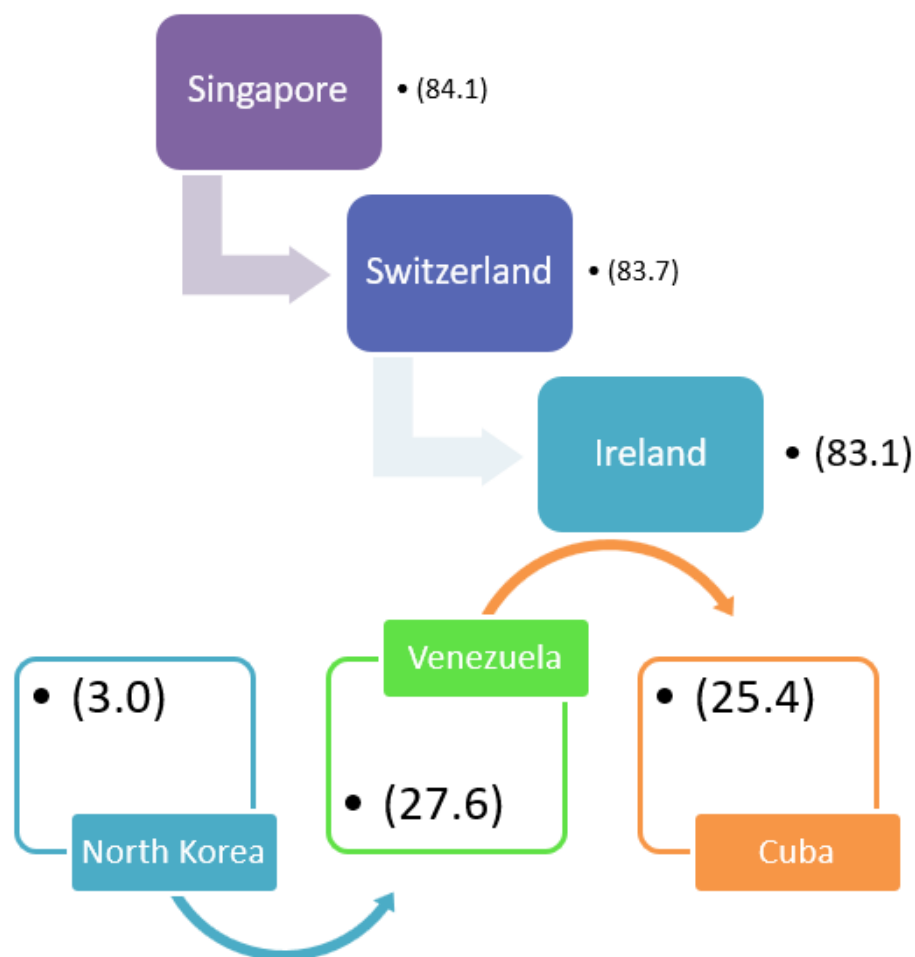 Singapore
• (84.1)
Switzerland
• (83.7)
Ireland
• (83.1)
• (3.0)
North Korea
Venezuela
• (27.6)
• (25.4)
Cuba